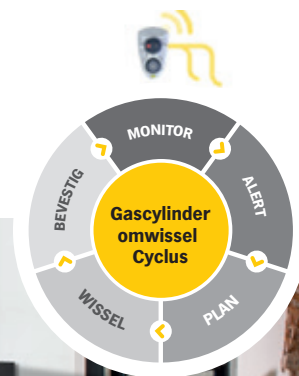 MONITOR
ALERT
PLAN
WISSEL
BEVESTIG
Gascylinder
omwissel
Cyclus